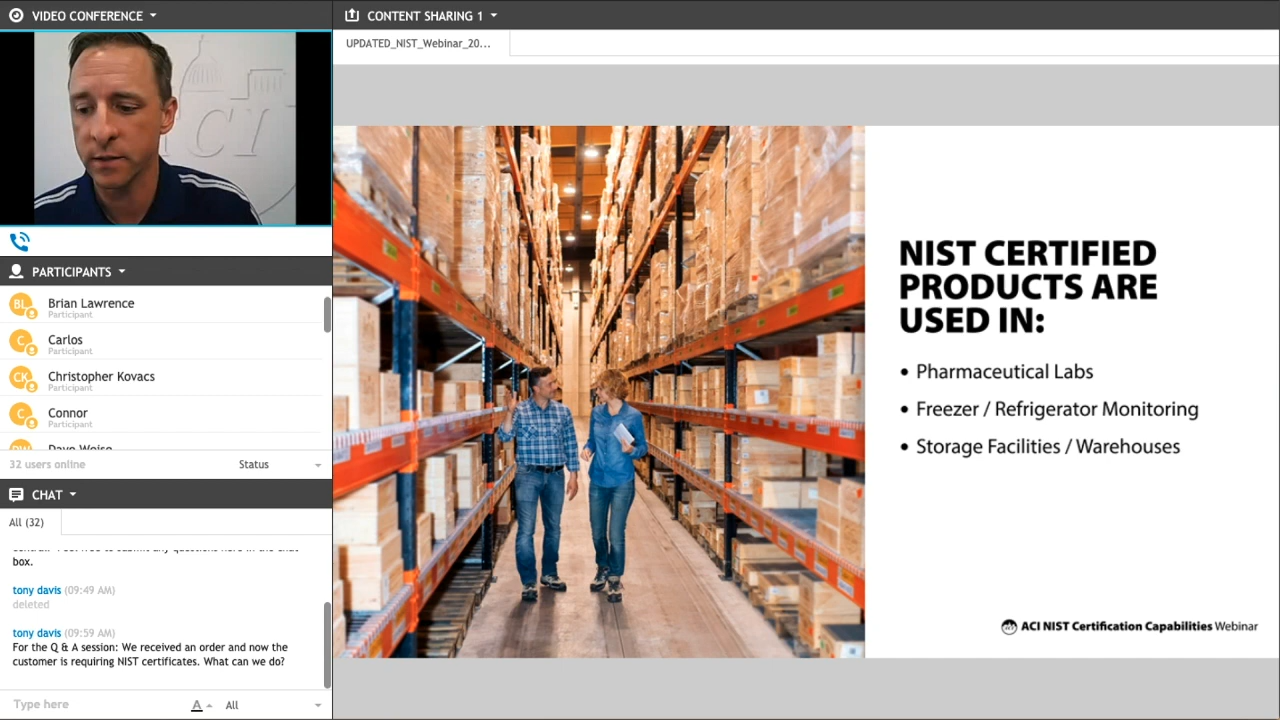 VIDEO CONFERENCE
ACI
PARTICIPANTS
BL
Brian Lawrence
Participant
C
Carlos
Participant
CK
Christopher Kovacs
Participant
C
Connor
Participant
32 users online
Status
CHAT
All (32)
box.
tony davis (09:49 AM)
deleted
tony davis (09:59 AM)
For the Q & A session: We received an order and now the
customer is requiring NIST certificates. What can we do?
Type here
A
All
CONTENT SHARING 1
UPDATED_NIST_Webinar_20...
NIST CERTIFIED
PRODUCTS ARE
USED IN:
• Pharmaceutical Labs
• Freezer / Refrigerator Monitoring
• Storage Facilities / Warehouses
ACI NIST Certification Capabilities Webinar